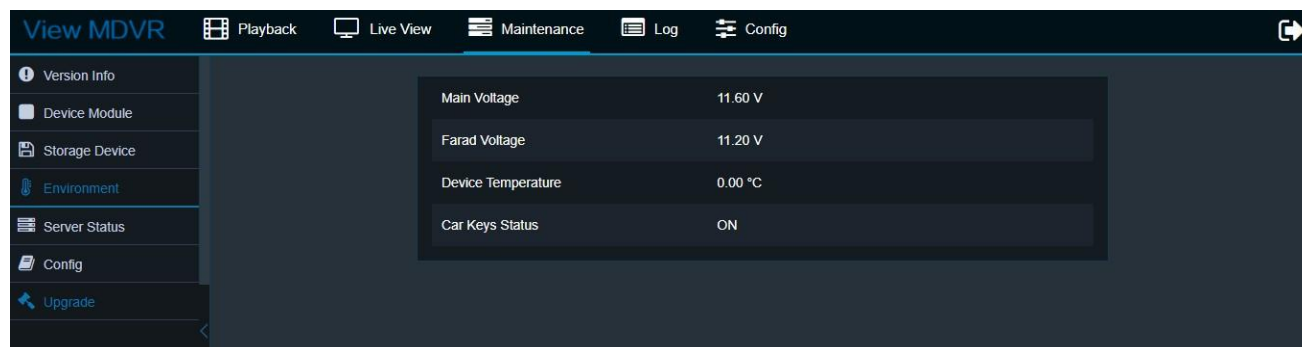 View MDVR Playback Live View Maintenance Log Config
Version Info
Device Module
Storage Device
Environment
Server Status
Config
Upgrade
Main Voltage 11.60 V
Farad Voltage 11.20 V
Device Temperature 0.00 °C
Car Keys Status ON